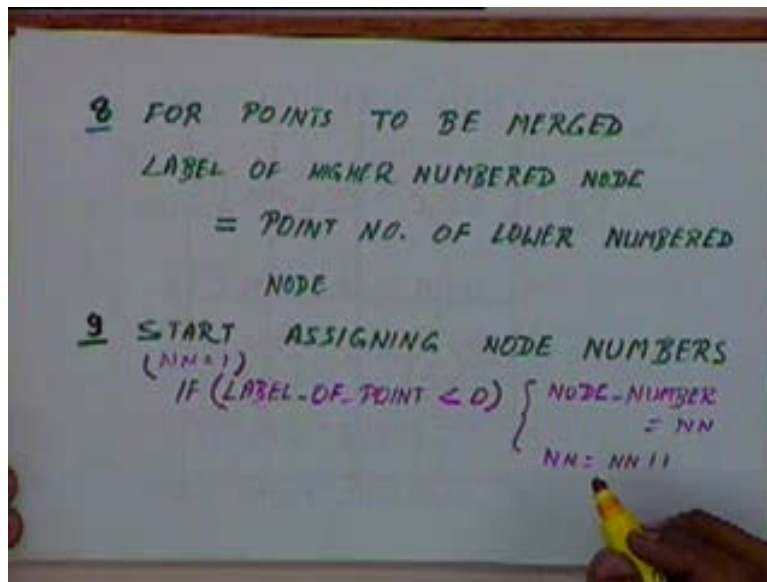 8 FOR POINTS TO BE MERGED
LABEL OF HIGHER NUMBERED NODE
= POINT NO. OF LOWER NUMBERED
NODE
9 START ASSIGNING NODE NUMBERS
(NN=1)
IF (LABEL-OF-POINT < 0) { NODE-NUMBER
= NN
NN = NN+1